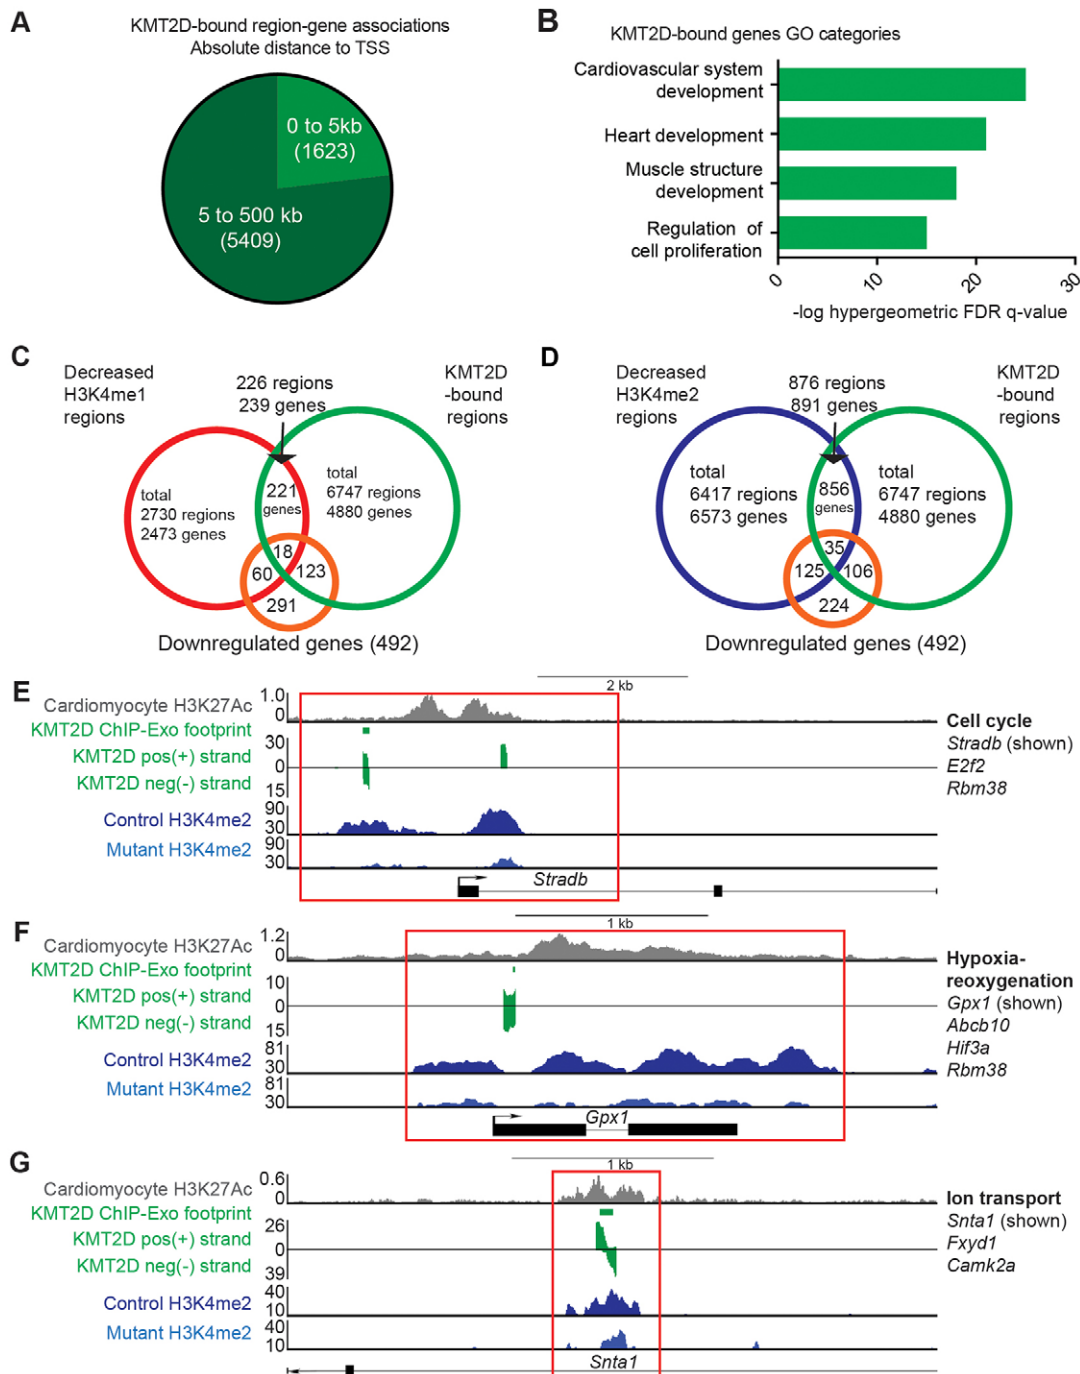 A
KMT2D-bound region-gene associations
Absolute distance to TSS
0 to 5kb
(1623)
5 to 500 kb
(5409)
B
KMT2D-bound genes GO categories
Cardiovascular system
development
Heart development
Muscle structure
development
Regulation of
cell proliferation
0
10
20
30
-log hypergeometric FDR q-value
C
Decreased
H3K4me1
regions
226 regions
239 genes
KMT2D
-bound
regions
total
2730 regions
2473 genes
221
genes
total
6747 regions
4880 genes
18
60
123
291
Downregulated genes (492)
D
Decreased
H3K4me2
regions
876 regions
891 genes
KMT2D
-bound
regions
total
6417 regions
6573 genes
856
genes
total
6747 regions
4880 genes
35
125
106
224
Downregulated genes (492)
E
2 kb
Cardiomyocyte H3K27Ac
1.0
0
KMT2D ChIP-Exo footprint
KMT2D pos(+) strand
30
0
KMT2D neg(-) strand
15
Control H3K4me2
90
30
Mutant H3K4me2
90
30
Stradb
Cell cycle
Stradb (shown)
E2f2
Rbm38
F
1 kb
Cardiomyocyte H3K27Ac
1.2
0
KMT2D ChIP-Exo footprint
KMT2D pos(+) strand
10
0
KMT2D neg(-) strand
15
Control H3K4me2
81
30
Mutant H3K4me2
81
30
Gpx1
Hypoxia-
reoxygenation
Gpx1 (shown)
Abcb10
Hif3a
Rbm38
G
1 kb
Cardiomyocyte H3K27Ac
0.6
0
KMT2D ChIP-Exo footprint
KMT2D pos(+) strand
26
0
KMT2D neg(-) strand
39
Control H3K4me2
40
10
Mutant H3K4me2
40
10
Snta1
Ion transport
Snta1 (shown)
Fxyd1
Camk2a